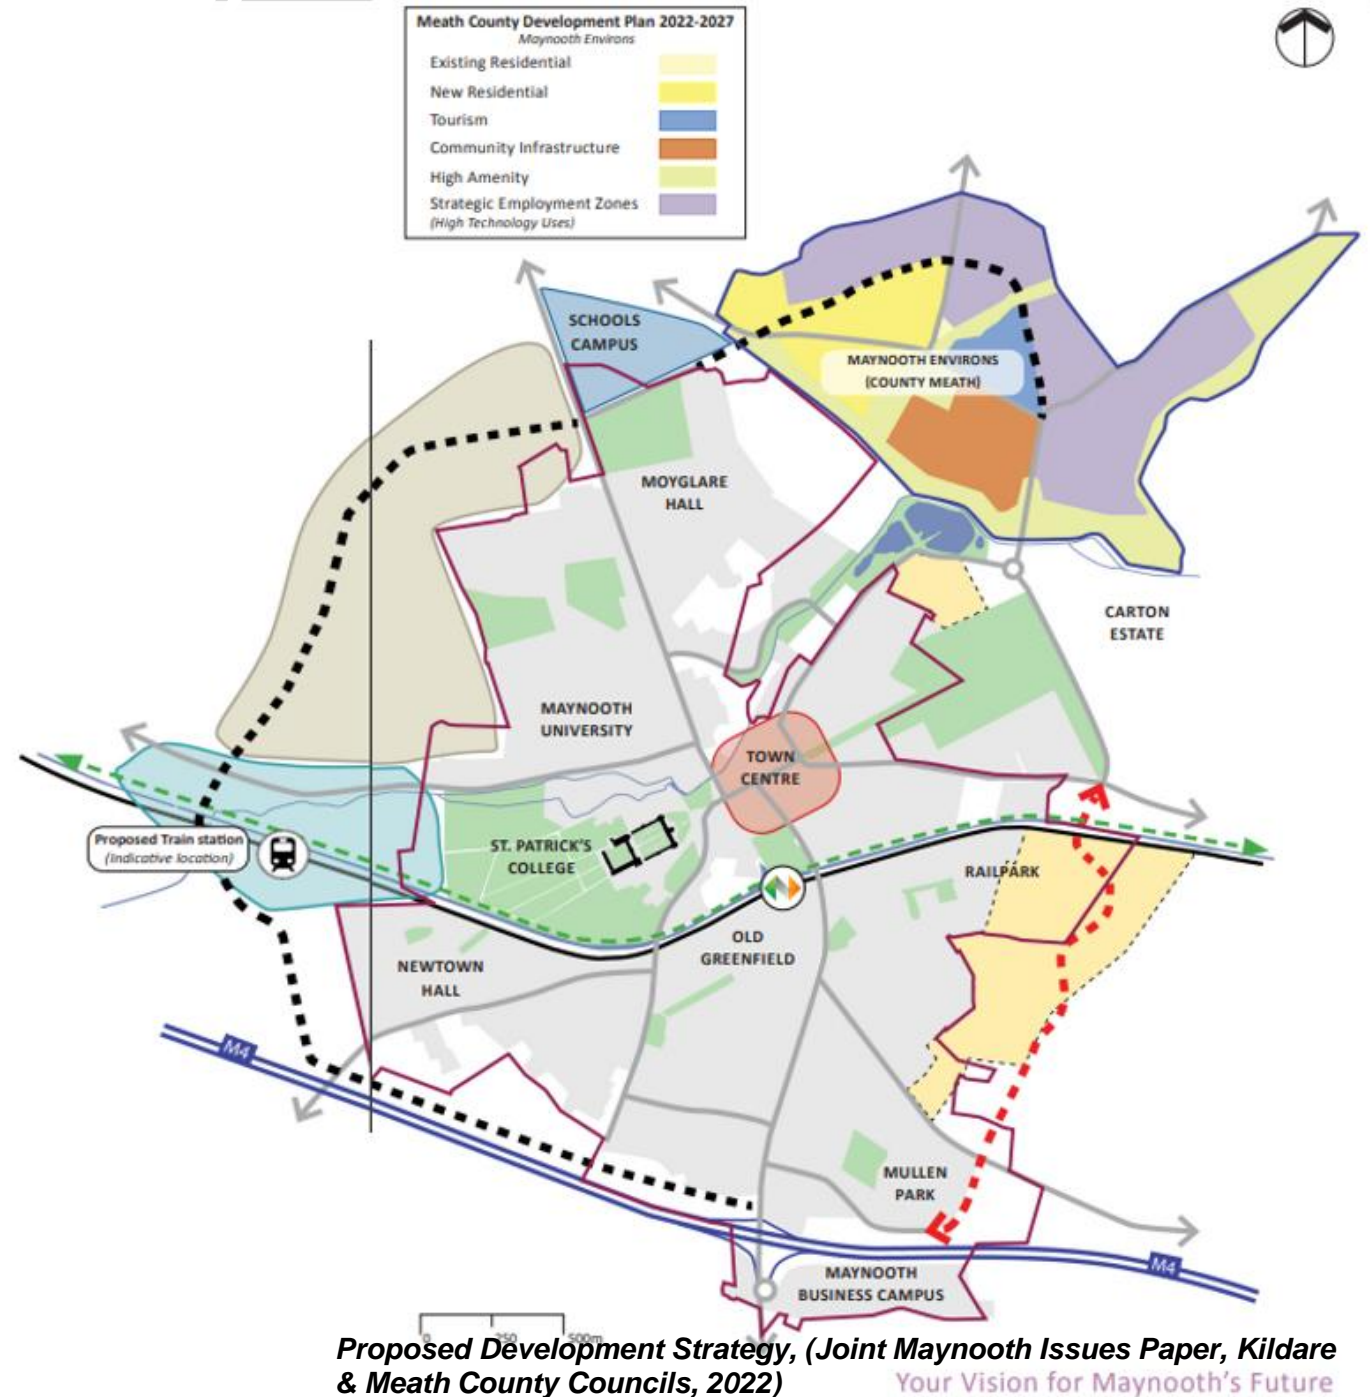 Meath County Development Plan 2022-2027
Maynooth Environs
Existing Residential
New Residential
Tourism
Community Infrastructure
High Amenity
Strategic Employment Zones
(High Technology Uses)
SCHOOLS
CAMPUS
MAYNOOTH ENVIRONS
(COUNTY MEATH)
MOYGLARE
HALL
CARTON
ESTATE
MAYNOOTH
UNIVERSITY
TOWN
CENTRE
Proposed Train station
(Indicative location)
ST. PATRICK'S
COLLEGE
RAILPARK
OLD
GREENFIELD
NEWTOWN
HALL
M4
MULLEN
PARK
M4
MAYNOOTH
BUSINESS CAMPUS
0 250 500m
Proposed Development Strategy, (Joint Maynooth Issues Paper, Kildare
& Meath County Councils, 2022)
Your Vision for Maynooth's Future